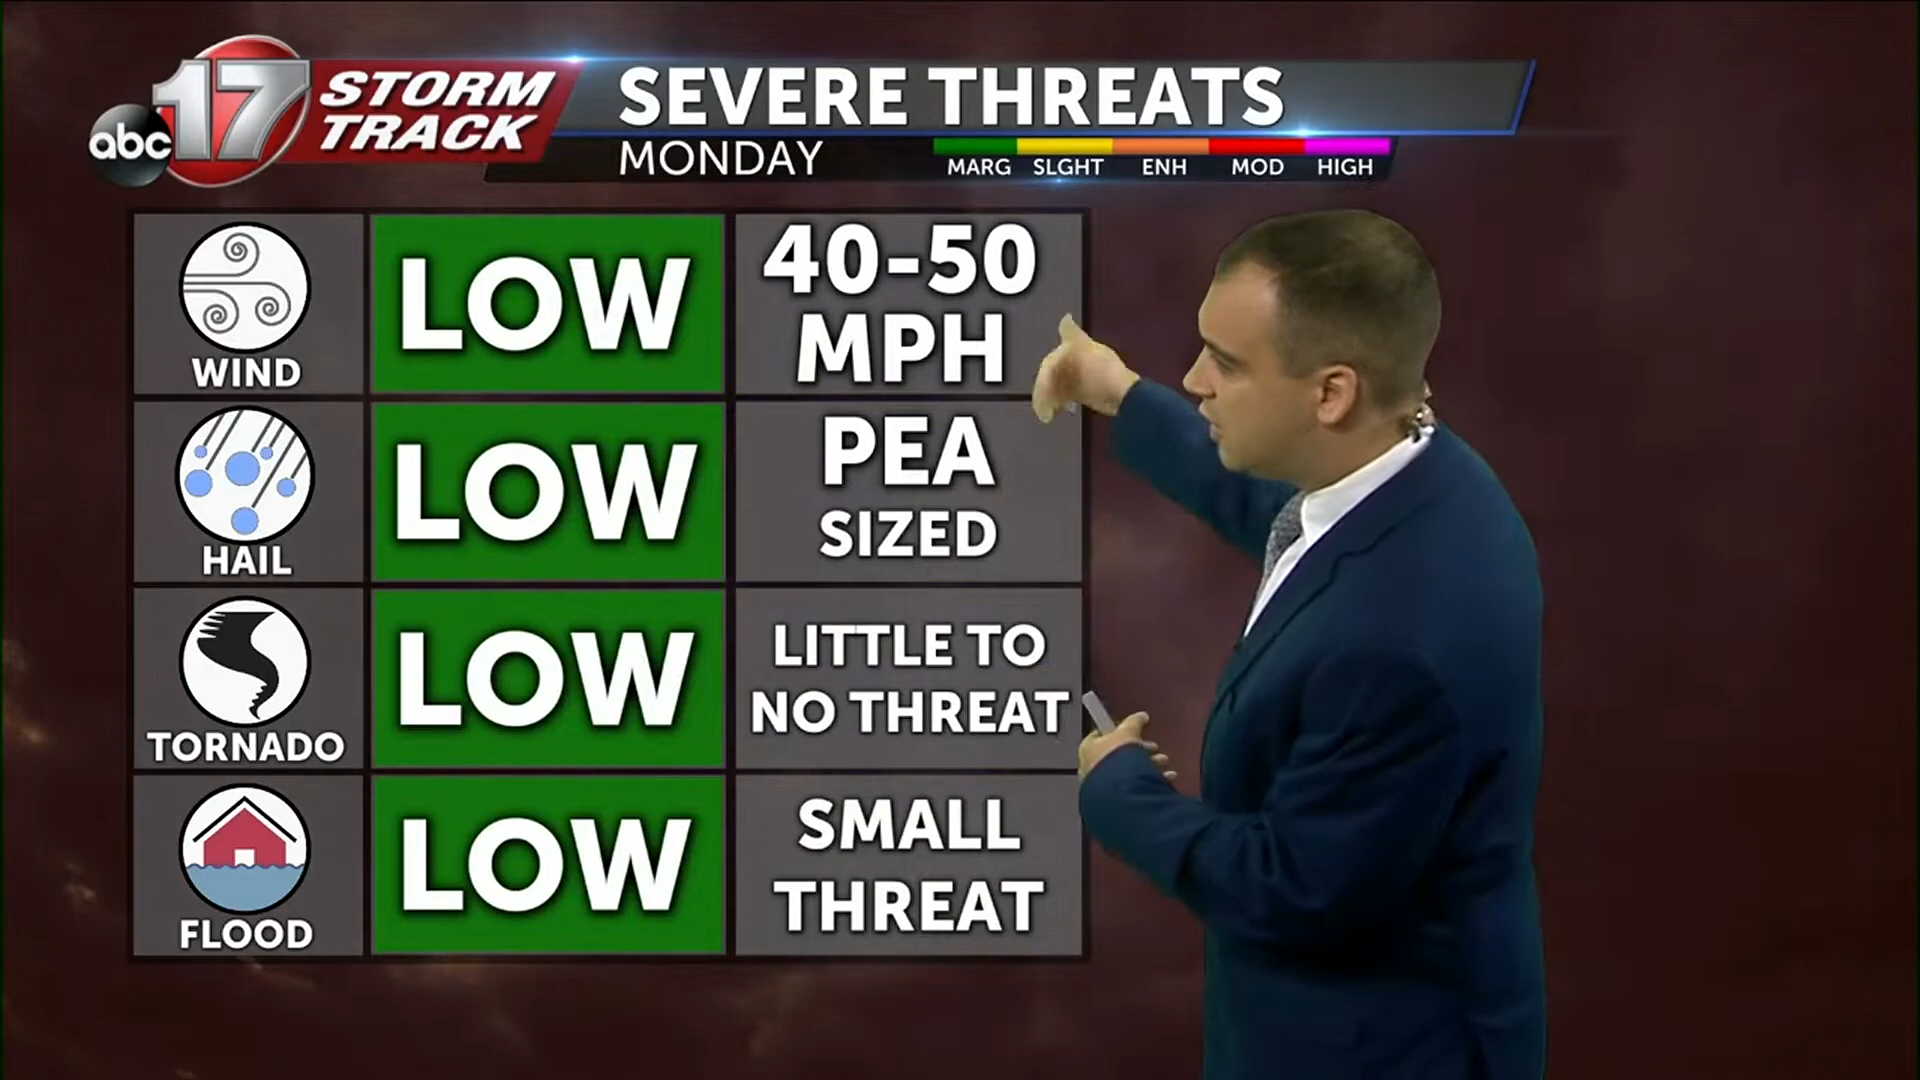 abc 17 STORM TRACK
SEVERE THREATS
MONDAY
MARG SLGHT ENH MOD HIGH
WIND LOW 40-50 MPH
HAIL LOW PEA SIZED
TORNADO LOW LITTLE TO NO THREAT
FLOOD LOW SMALL THREAT